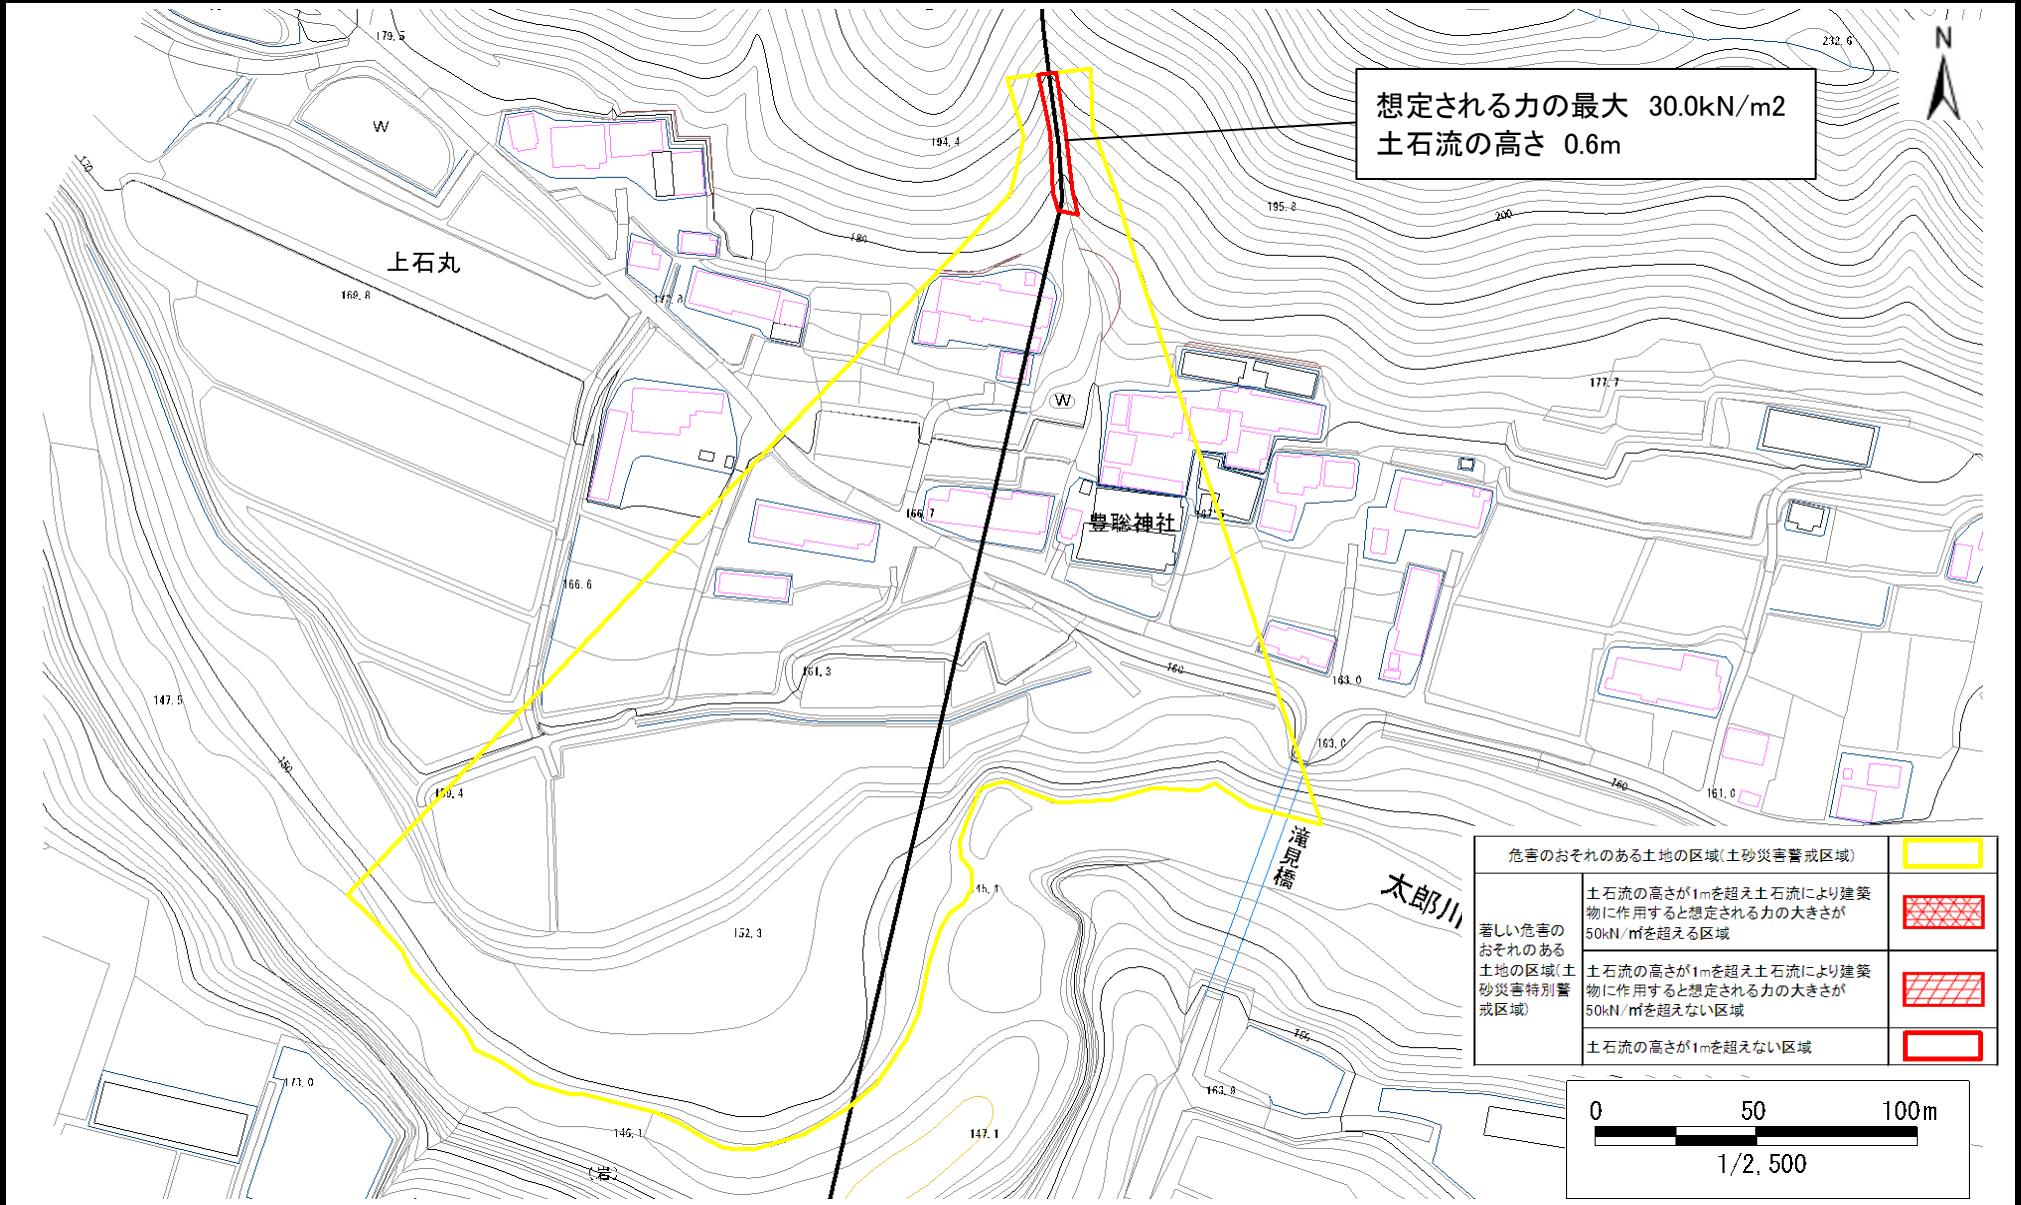 179.5
232.6
N
W
想定される力の最大 30.0kN/m2
土石流の高さ 0.6m
194.4
170
195.8
200
180
上石丸
169.8
177.7
W
166.7
豊聡神社
166.6
160
161.3
163.0
147.5
163.0
150
160
161.0
159.4
滝見橋
太郎川
145.1
152.3
危害のおそれのある土地の区域(土砂災害警戒区域)
著しい危害の
おそれのある
土地の区域(土
砂災害特別警
戒区域)
土石流の高さが1mを超え土石流により建築
物に作用すると想定される力の大きさが
50kN/㎡を超える区域
土石流の高さが1mを超え土石流により建築
物に作用すると想定される力の大きさが
50kN/㎡を超えない区域
土石流の高さが1mを超えない区域
173.0
163.9
146.1
147.1
(岩)
0 50 100m
1/2,500